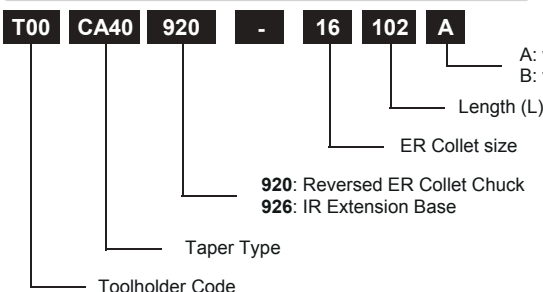 T00 CA40 920 - 16 102 A
A:
B:
Length (L)
ER Collet size
920: Reversed ER Collet Chuck
926: IR Extension Base
Taper Type
Toolholder Code